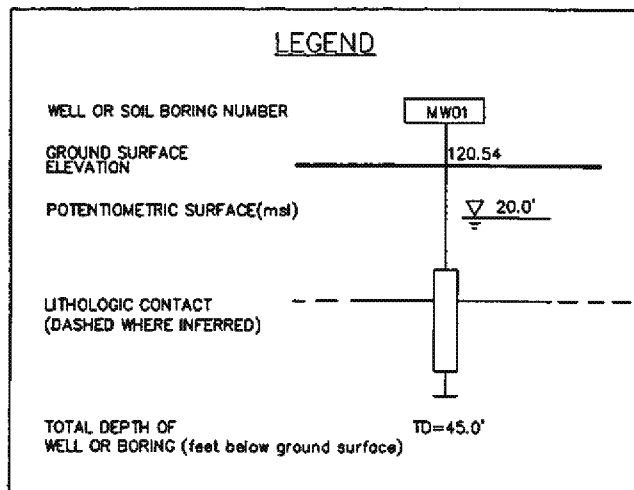 LEGEND
WELL OR SOIL BORING NUMBER
MW01
GROUND SURFACE
ELEVATION
120.54
POTENTIOMETRIC SURFACE(msl)
20.0'
LITHOLOGIC CONTACT
(DASHED WHERE INFERRED)
TOTAL DEPTH OF
WELL OR BORING (feet below ground surface)
TD=45.0'